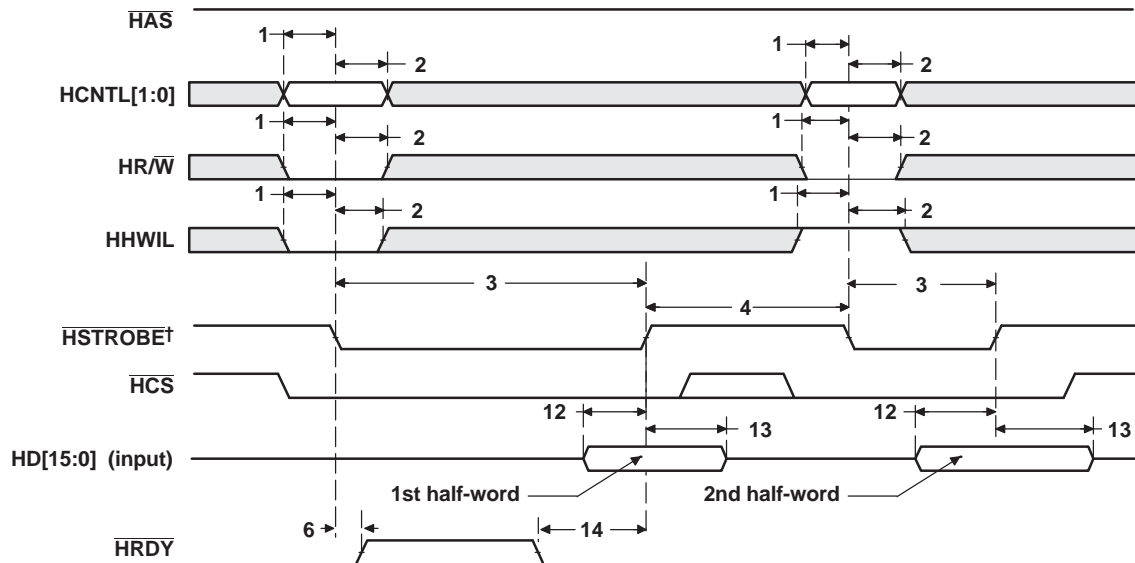 HAS
1 1
2 2
HCNTL[1:0]
1 1
2 2
HR/W
1 1
2 2
HHWIL
3 4 3
HSTROBE†
HCS
12 12
13 13
HD[15:0] (input)
1st half-word 2nd half-word
6 14
HRDY